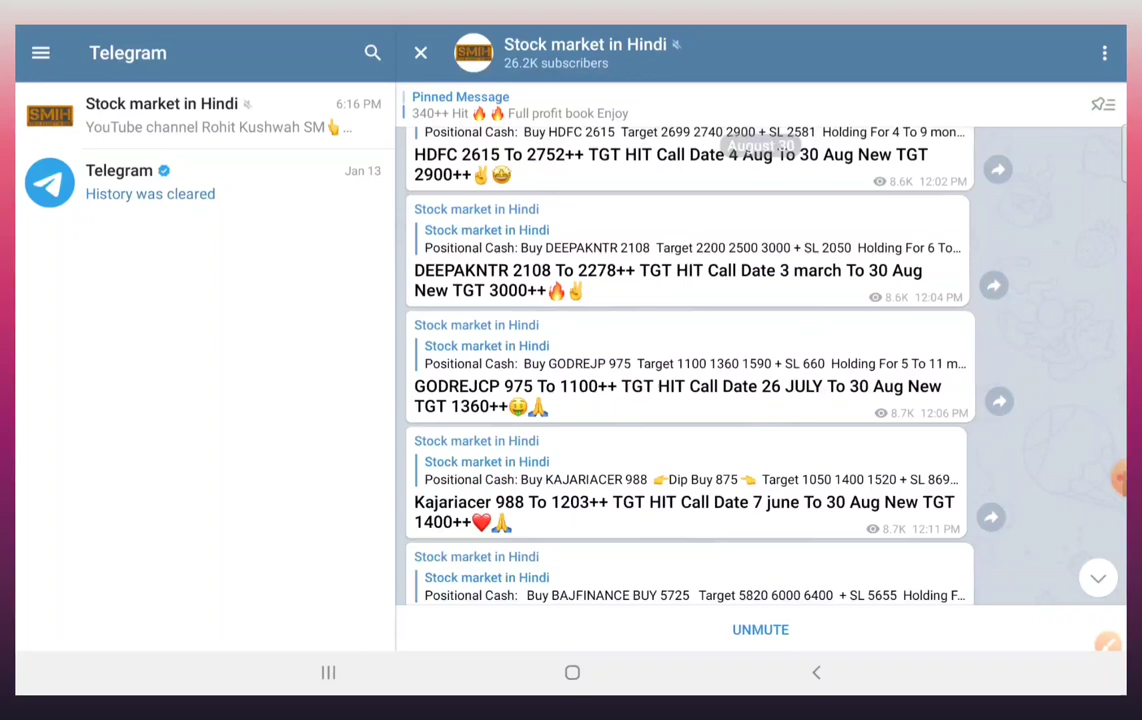 Telegram
SMIH
Stock market in Hindi
6:16 PM
YouTube channel Rohit Kushwah SM👆...
Telegram
Jan 13
History was cleared
SMIH
Stock market in Hindi
26.2K subscribers
Pinned Message
340++ Hit 🔥🔥 Full profit book Enjoy
Positional Cash: Buy HDFC 2615 Target 2699 2740 2900 + SL 2581 Holding For 4 To 9 mon...
August 30
HDFC 2615 To 2752++ TGT HIT Call Date 4 Aug To 30 Aug New TGT
2900++✌️🤩
8.6K 12:02 PM
Stock market in Hindi
Stock market in Hindi
Positional Cash: Buy DEEPAKNTR 2108 Target 2200 2500 3000 + SL 2050 Holding For 6 To...
DEEPAKNTR 2108 To 2278++ TGT HIT Call Date 3 march To 30 Aug
New TGT 3000++🔥✌️
8.6K 12:04 PM
Stock market in Hindi
Stock market in Hindi
Positional Cash: Buy GODREJP 975 Target 1100 1360 1590 + SL 660 Holding For 5 To 11 m...
GODREJCP 975 To 1100++ TGT HIT Call Date 26 JULY To 30 Aug New
TGT 1360++🤑🙏
8.7K 12:06 PM
Stock market in Hindi
Stock market in Hindi
Positional Cash: Buy KAJARIACER 988 👉Dip Buy 875 👈 Target 1050 1400 1520 + SL 869...
Kajariacer 988 To 1203++ TGT HIT Call Date 7 june To 30 Aug New TGT
1400++❤️🙏
8.7K 12:11 PM
Stock market in Hindi
Stock market in Hindi
Positional Cash: Buy BAJFINANCE BUY 5725 Target 5820 6000 6400 + SL 5655 Holding F...
UNMUTE